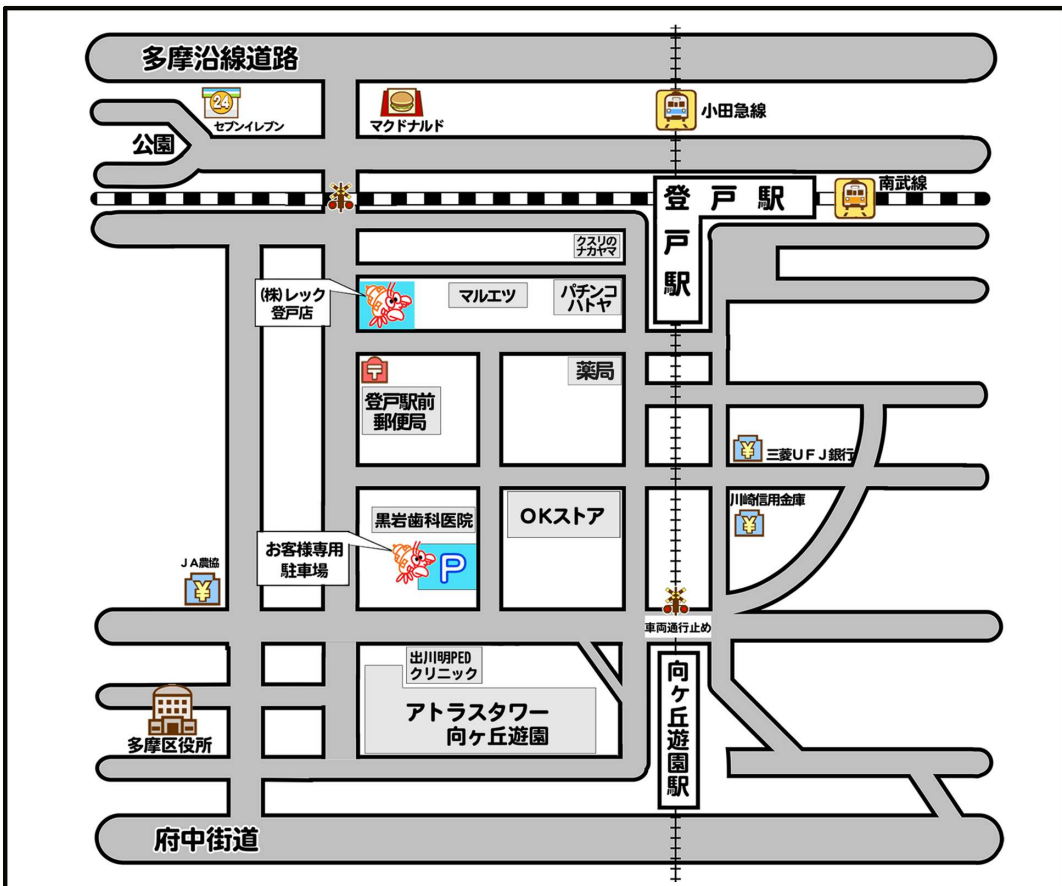 多摩沿線道路
24
セブンイレブン
マクドナルド
小田急線
公園
登戸駅
南武線
戸
駅
クスリの
ナカヤマ
(株)レック
登戸店
マルエツ
パチンコ
ハトヤ
〒
登戸駅前
郵便局
薬局
¥
三菱UFJ銀行
川崎信用金庫
¥
黒岩歯科医院
OKストア
お客様専用
駐車場
P
JA農協
¥
車両通行止め
出川明PED
クリニック
アトラスタワー
向ヶ丘遊園
向ヶ丘遊園駅
多摩区役所
府中街道